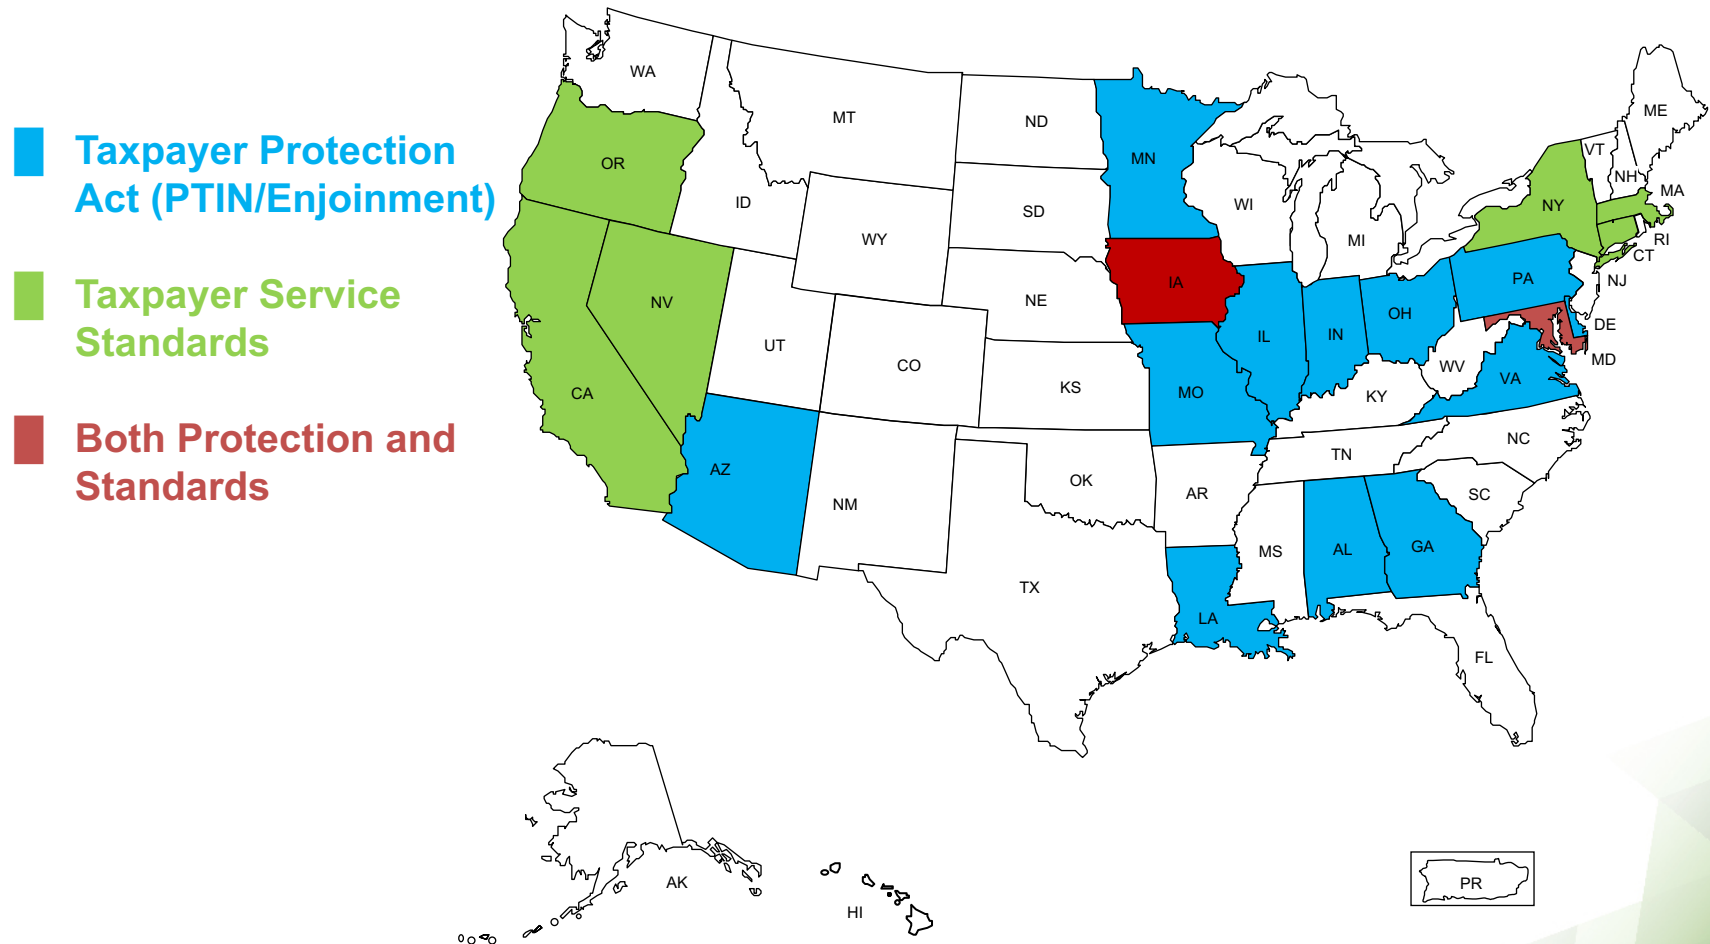 Taxpayer Protection
Act (PTIN/Enjoinment)
Taxpayer Service
Standards
Both Protection and
Standards
WA
OR
CA
NV
ID
MT
WY
UT
AZ
CO
NM
ND
SD
NE
KS
OK
TX
MN
IA
MO
AR
LA
WI
IL
MI
IN
OH
KY
TN
MS
AL
GA
FL
SC
NC
VA
WV
PA
NY
VT
NH
ME
MA
RI
CT
NJ
DE
MD
AK
HI
PR